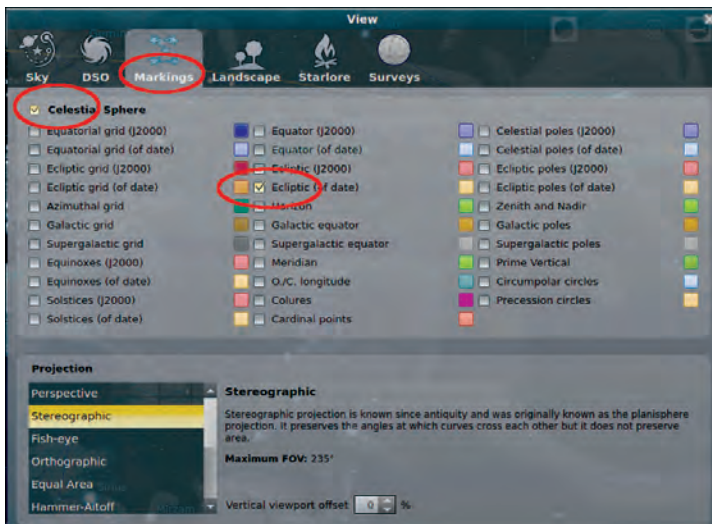 View
Sky DSO Markings Landscape Starlore Surveys
Celestial Sphere
Equatorial grid (J2000) Equator (J2000) Celestial poles (J2000)
Equatorial grid (of date) Equator (of date) Celestial poles (of date)
Ecliptic grid (J2000) Ecliptic (J2000) Ecliptic poles (J2000)
Ecliptic grid (of date) Ecliptic (of date) Ecliptic poles (of date)
Azimuthal grid Horizon Zenith and Nadir
Galactic grid Galactic equator Galactic poles
Supergalactic grid Supergalactic equator Supergalactic poles
Equinoxes (J2000) Meridian Prime Vertical
Equinoxes (of date) O./C. longitude Circumpolar circles
Solstices (J2000) Colures Precession circles
Solstices (of date) Cardinal points
Projection
Perspective
Stereographic
Fish-eye
Orthographic
Equal Area
Hammer-Aitoff
Stereographic
Stereographic projection is known since antiquity and was originally known as the planisphere
projection. It preserves the angles at which curves cross each other but it does not preserve
area.
Maximum FOV: 235°
Vertical viewport offset 0 %